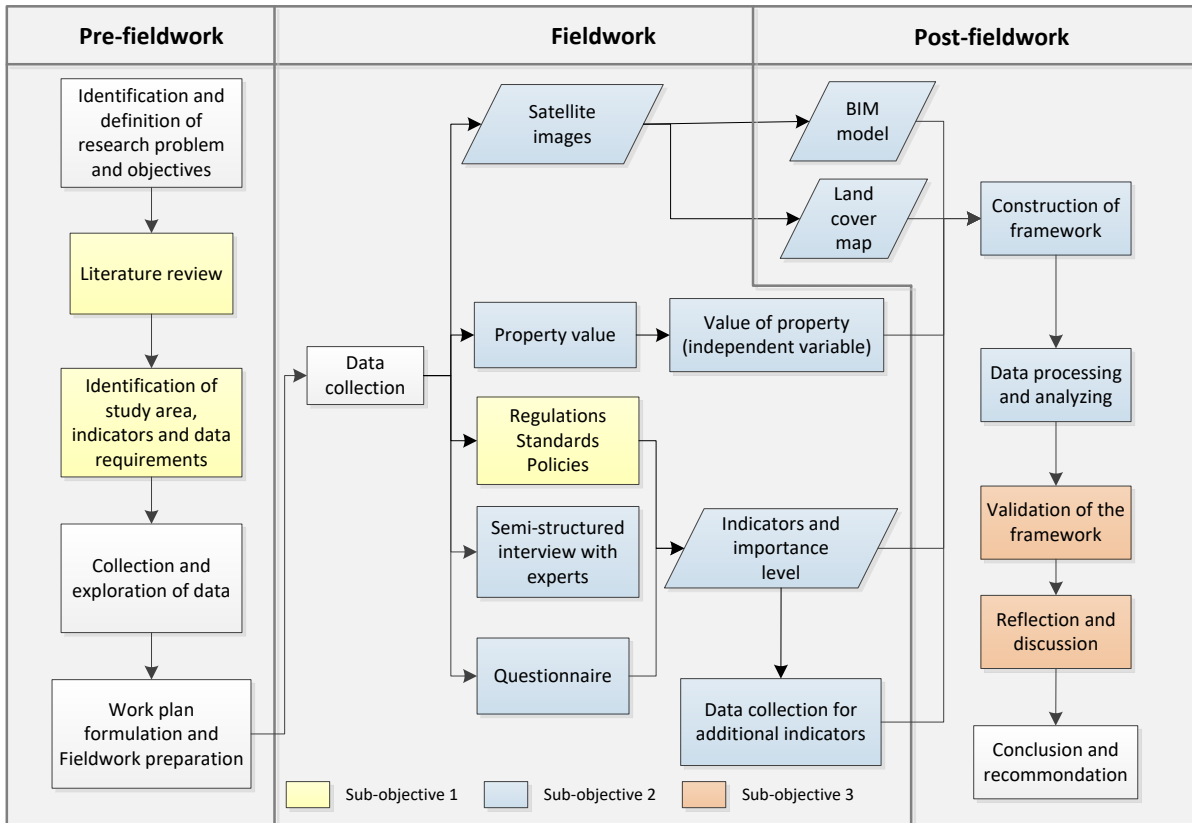 Pre-fieldwork
Fieldwork
Post-fieldwork
Identification and
definition of
research problem
and objectives
Literature review
Identification of
study area,
indicators and data
requirements
Collection and
exploration of data
Work plan
formulation and
Fieldwork preparation
Data
collection
Satellite
images
Property value
Regulations
Standards
Policies
Semi-structured
interview with
experts
Questionnaire
Value of property
(independent variable)
Indicators and
importance
level
Data collection for
additional indicators
BIM
model
Land
cover
map
Construction of
framework
Data processing
and analyzing
Validation of the
framework
Reflection and
discussion
Conclusion and
recommondation
Sub-objective 1
Sub-objective 2
Sub-objective 3